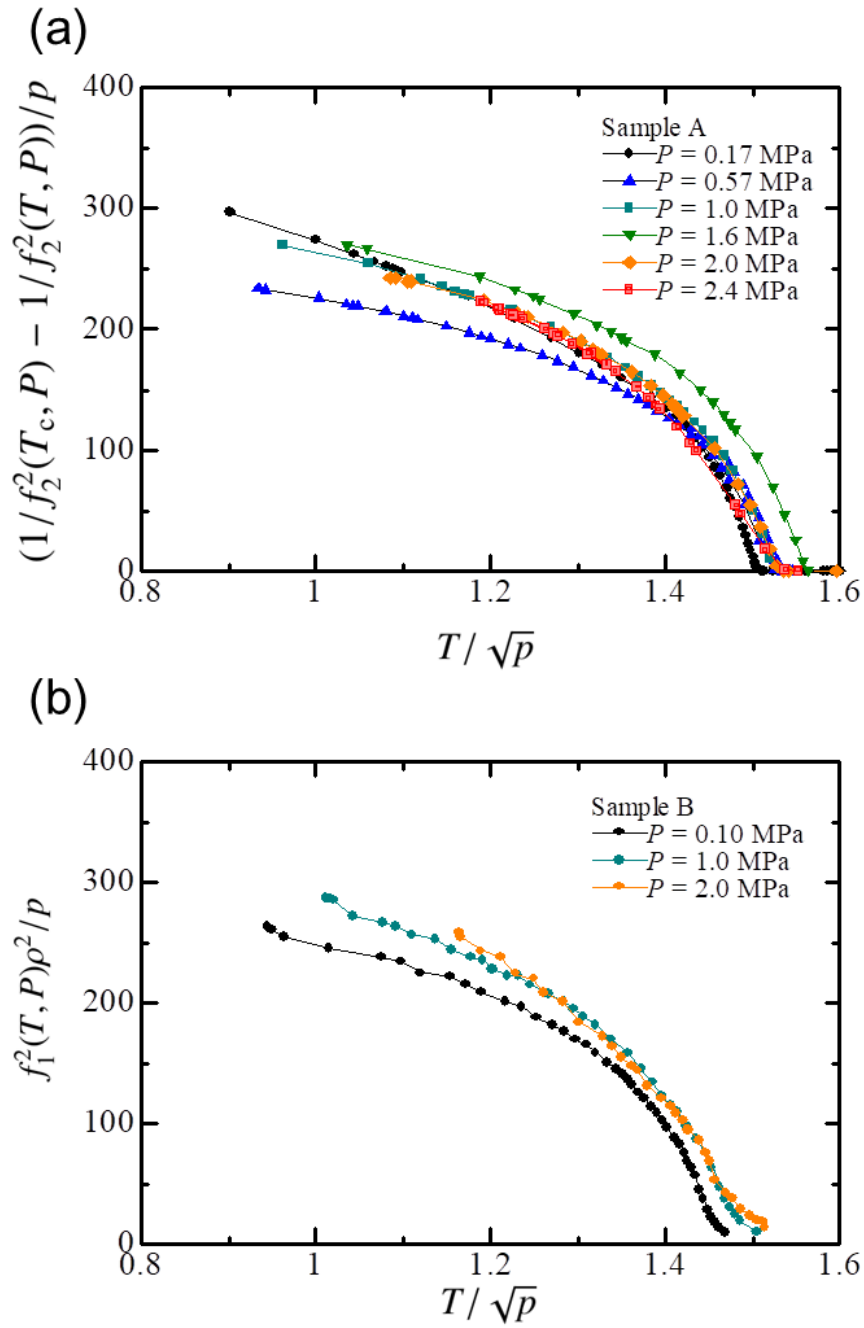 (a)
(1/f₂²(T_c, P) − 1/f₂²(T, P))/p
400
300
200
100
0
Sample A
P = 0.17 MPa
P = 0.57 MPa
P = 1.0 MPa
P = 1.6 MPa
P = 2.0 MPa
P = 2.4 MPa
0.8 1 1.2 1.4 1.6
T/√p
(b)
f₁²(T, P)ρ²/p
400
300
200
100
0
Sample B
P = 0.10 MPa
P = 1.0 MPa
P = 2.0 MPa
0.8 1 1.2 1.4 1.6
T/√p